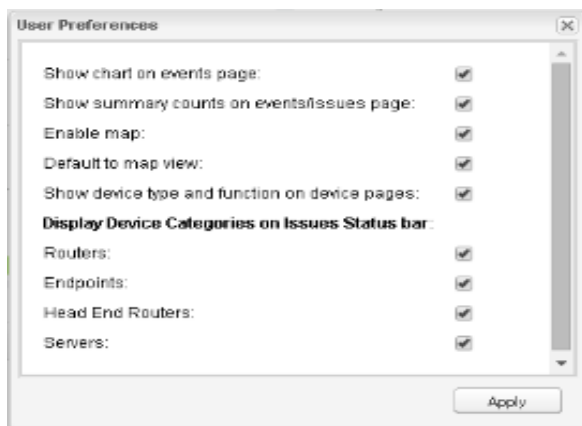 User Preferences
Show chart on events page:
Show summary counts on events/issues page:
Enable map:
Default to map view:
Show device type and function on device pages:
Display Device Categories on Issues Status bar:
Routers:
Endpoints:
Head End Routers:
Servers:
Apply